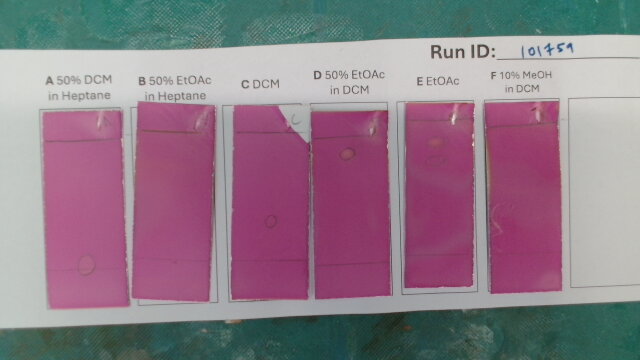 Run ID: 101759
A 50% DCM
in Heptane
B 50% EtOAc
in Heptane
C DCM
D 50% EtOAc
in DCM
E EtOAc
F 10% MeOH
in DCM
C